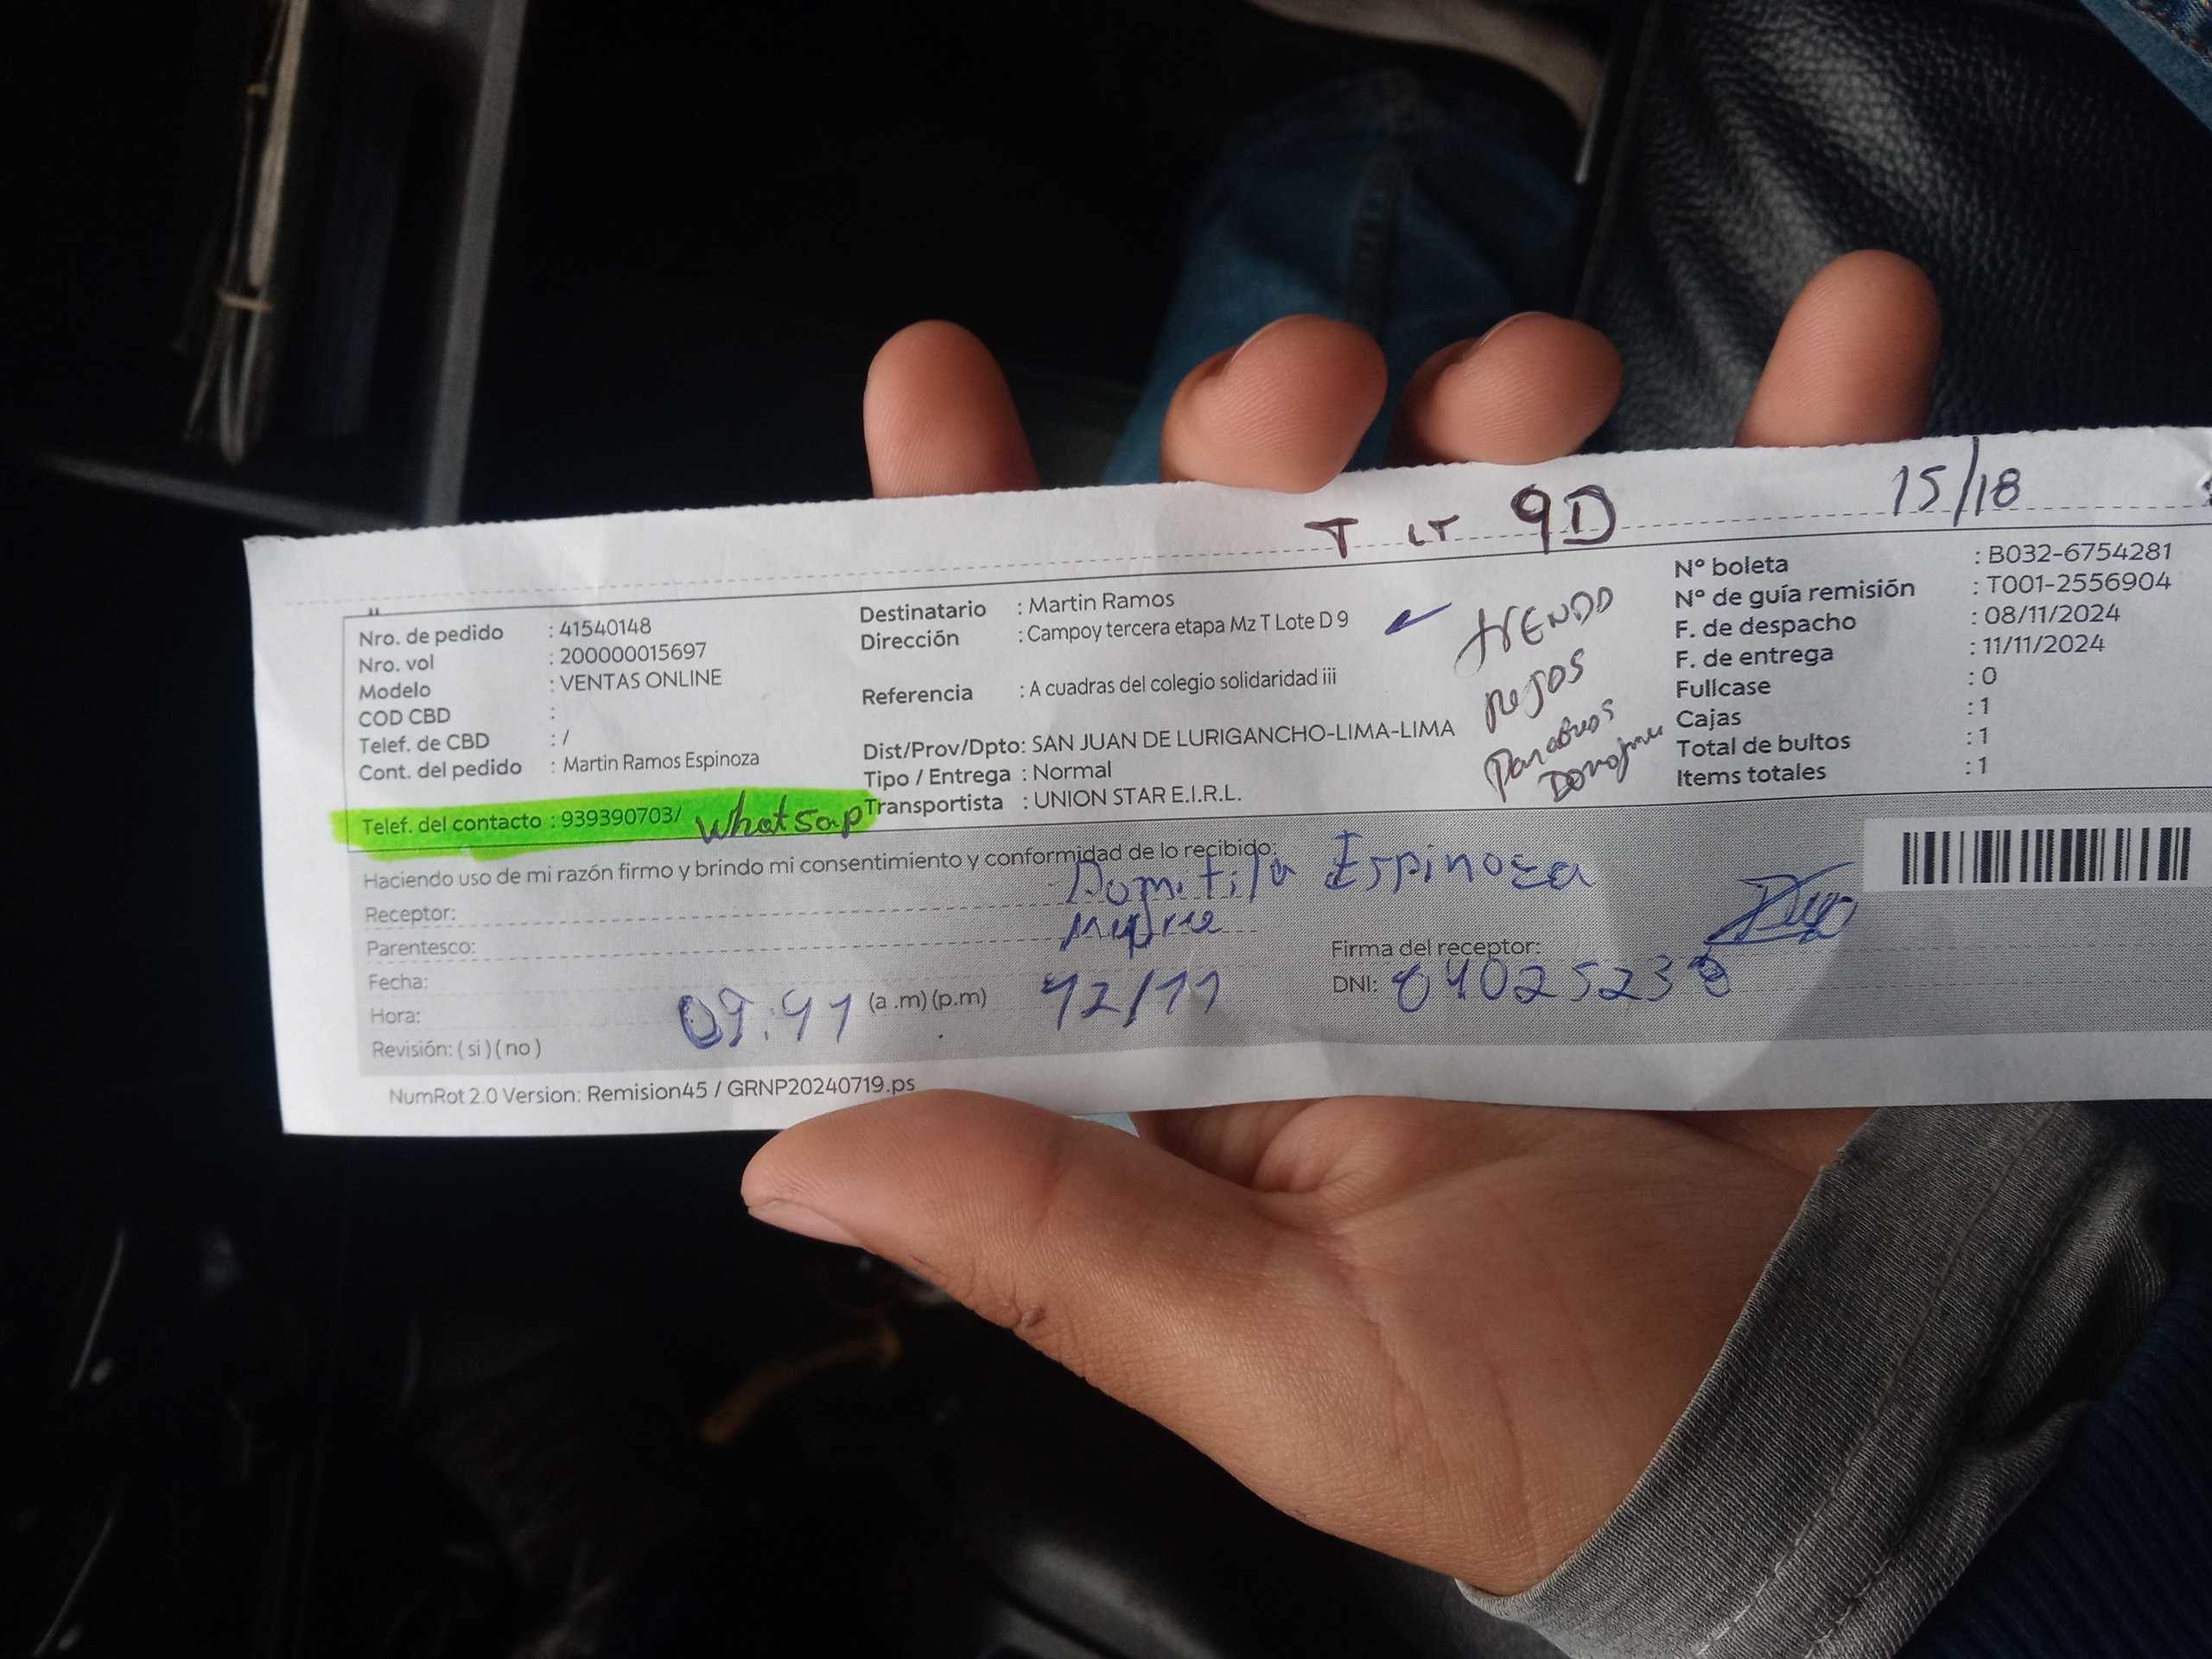 T LT 9D
15/18
Nro. de pedido : 41540148
Nro. vol : 200000015697
Modelo : VENTAS ONLINE
COD CBD :
Telef. de CBD : /
Cont. del pedido : Martin Ramos Espinoza
Telef. del contacto : 939390703/ whatsap
Destinatario : Martin Ramos
Dirección : Campoy tercera etapa Mz T Lote D 9
Referencia : A cuadras del colegio solidaridad iii
Dist/Prov/Dpto: SAN JUAN DE LURIGANCHO-LIMA-LIMA
Tipo / Entrega : Normal
Transportista : UNION STAR E.I.R.L.
rejos
Nº boleta : B032-6754281
Nº de guía remisión : T001-2556904
F. de despacho : 08/11/2024
F. de entrega : 11/11/2024
Fullcase : 0
Cajas : 1
Total de bultos : 1
Items totales : 1
Haciendo uso de mi razón firmo y brindo mi consentimiento y conformidad de lo recibido:
Receptor: Domitila Espinoza
Parentesco:
Fecha: 12/11
Hora: 09:41 (a .m) (p.m)
Revisión: ( si ) ( no )
Firma del receptor:
DNI:
NumRot 2.0 Version: Remision45 / GRNP20240719.ps